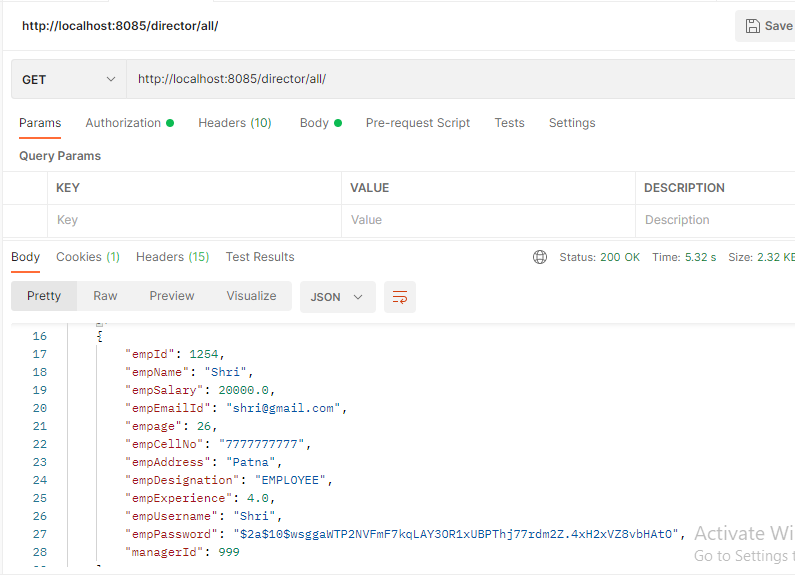 http://localhost:8085/director/all/
Save
GET http://localhost:8085/director/all/
Params Authorization Headers (10) Body Pre-request Script Tests Settings
Query Params
KEY VALUE DESCRIPTION
Key Value Description
Body Cookies (1) Headers (15) Test Results Status: 200 OK Time: 5.32 s Size: 2.32 KB
Pretty Raw Preview Visualize JSON
16 {
17 "empId": 1254,
18 "empName": "Shri",
19 "empSalary": 20000.0,
20 "empEmailId": "shri@gmail.com",
21 "empage": 26,
22 "empCellNo": "7777777777",
23 "empAddress": "Patna",
24 "empDesignation": "EMPLOYEE",
25 "empExperience": 4.0,
26 "empUsername": "Shri",
27 "empPassword": "$2a$10$wsggaWTP2NVFmF7kqLAY3OR1xUBPThj77rdm2Z.4xH2xVZ8vbHAtO",
28 "managerId": 999
Activate Wi
Go to Settings t